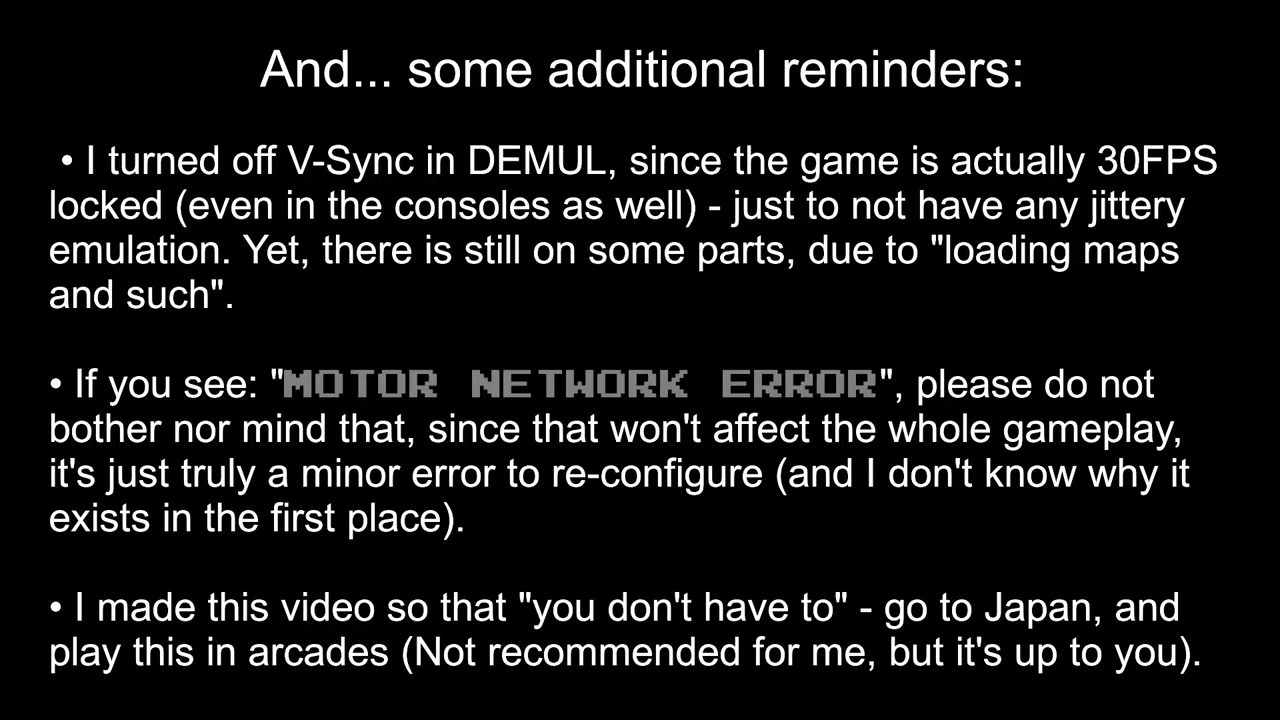 And... some additional reminders:
• I turned off V-Sync in DEMUL, since the game is actually 30FPS
locked (even in the consoles as well) - just to not have any jittery
emulation. Yet, there is still on some parts, due to "loading maps
and such".
• If you see: "MOTOR NETWORK ERROR", please do not
bother nor mind that, since that won't affect the whole gameplay,
it's just truly a minor error to re-configure (and I don't know why it
exists in the first place).
• I made this video so that "you don't have to" - go to Japan, and
play this in arcades (Not recommended for me, but it's up to you).